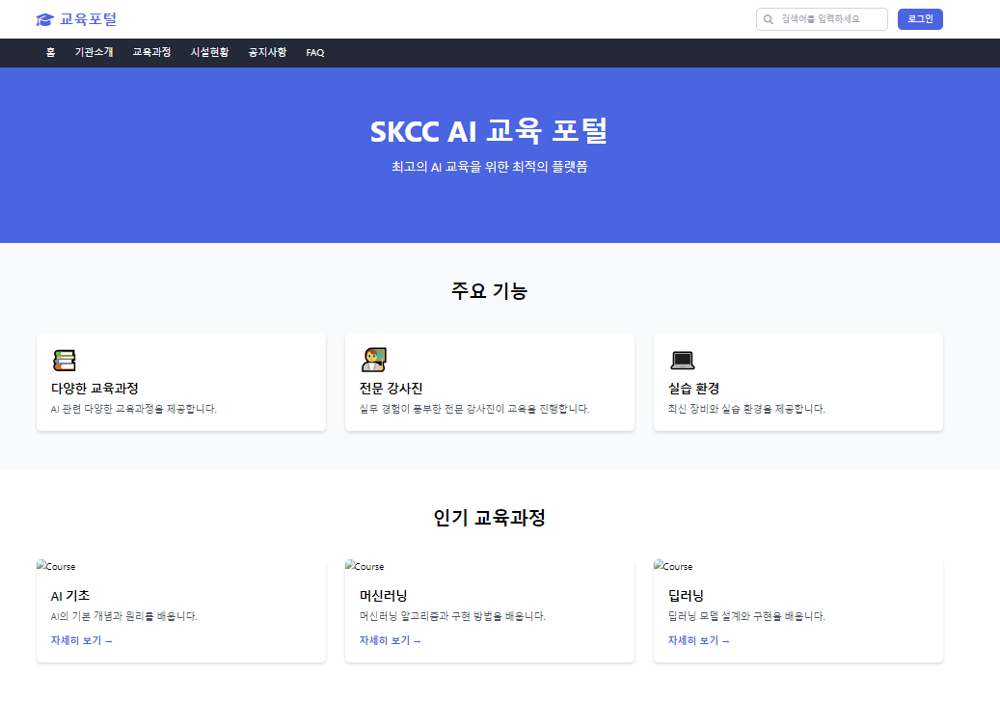 교육포털
검색어를 입력하세요
로그인
홈 기관소개 교육과정 시설현황 공지사항 FAQ
SKCC AI 교육 포털
최고의 AI 교육을 위한 최적의 플랫폼
주요 기능
다양한 교육과정
AI 관련 다양한 교육과정을 제공합니다.
전문 강사진
실무 경험이 풍부한 전문 강사진이 교육을 진행합니다.
실습 환경
최신 장비와 실습 환경을 제공합니다.
인기 교육과정
Course
AI 기초
AI의 기본 개념과 원리를 배웁니다.
자세히 보기 →
Course
머신러닝
머신러닝 알고리즘과 구현 방법을 배웁니다.
자세히 보기 →
Course
딥러닝
딥러닝 모델 설계와 구현을 배웁니다.
자세히 보기 →